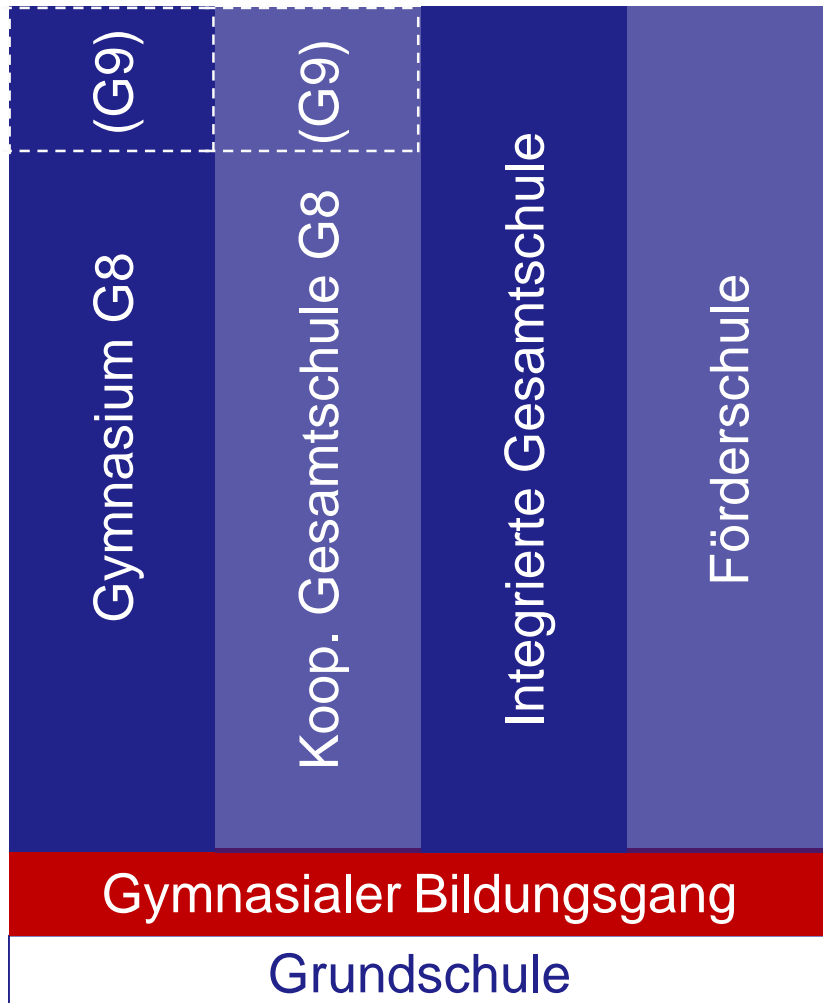 (G9)
Gymnasium G8
(G9)
Koop. Gesamtschule G8
Integrierte Gesamtschule
Förderschule
Gymnasialer Bildungsgang
Grundschule